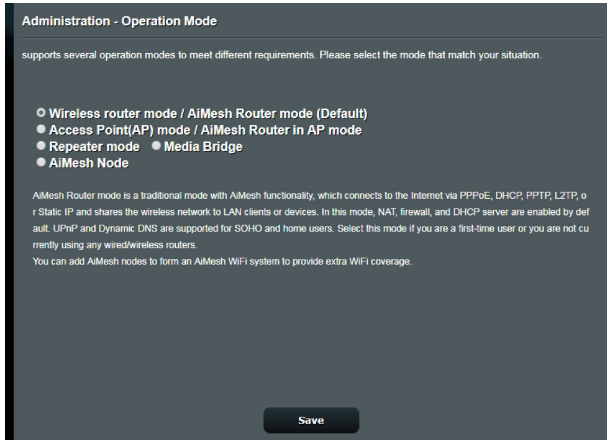 Administration - Operation Mode
supports several operation modes to meet different requirements. Please select the mode that match your situation.
Wireless router mode / AiMesh Router mode (Default)
Access Point(AP) mode / AiMesh Router in AP mode
Repeater mode Media Bridge
AiMesh Node
AiMesh Router mode is a traditional mode with AiMesh functionality, which connects to the Internet via PPPoE, DHCP, PPTP, L2TP, o
r Static IP and shares the wireless network to LAN clients or devices. In this mode, NAT, firewall, and DHCP server are enabled by def
ault. UPnP and Dynamic DNS are supported for SOHO and home users. Select this mode if you are a first-time user or you are not cu
rrently using any wired/wireless routers.
You can add AiMesh nodes to form an AiMesh WiFi system to provide extra WiFi coverage.
Save